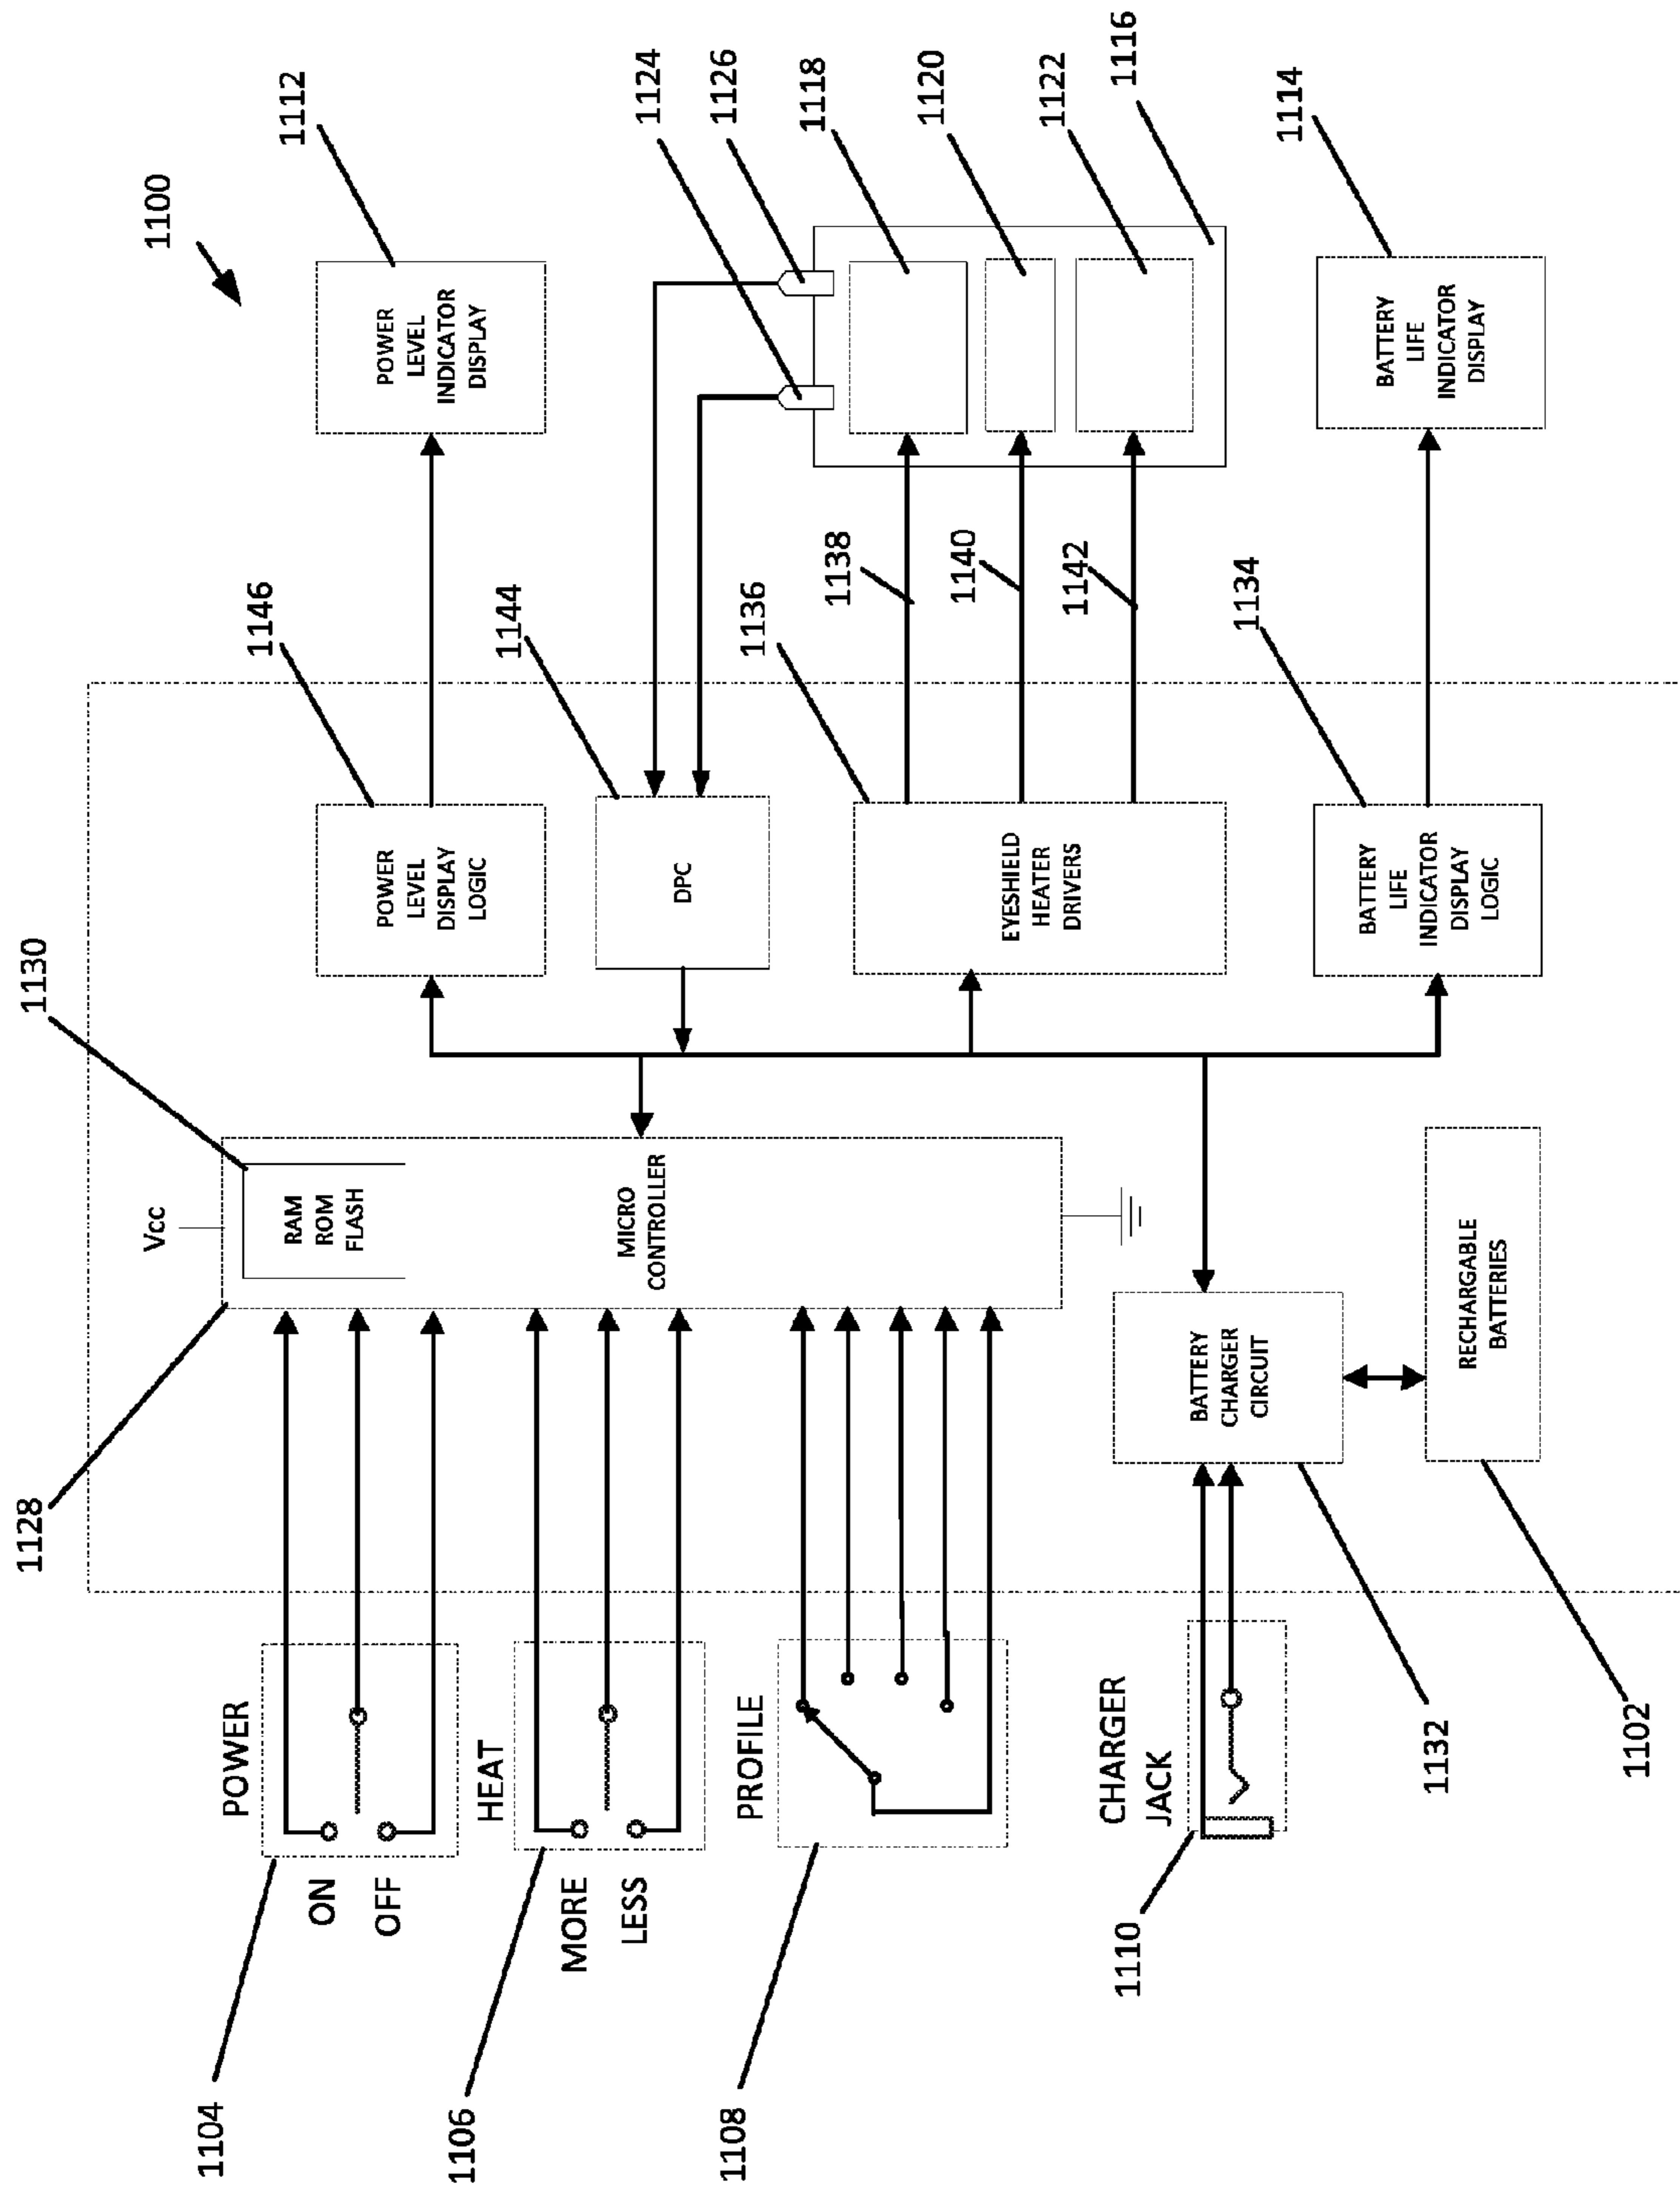 1100
1112
POWER
LEVEL
INDICATOR
DISPLAY
1124
1126
1118
1120
1122
1116
1114
BATTERY
LIFE
INDICATOR
DISPLAY
1146
1144
1136
1138
1140
1142
1134
POWER
LEVEL
DISPLAY
LOGIC
DPC
EYESHIELD
HEATER
DRIVERS
BATTERY
LIFE
INDICATOR
DISPLAY
LOGIC
1130
Vcc
RAM
ROM
FLASH
MICRO
CONTROLLER
1128
BATTERY
CHARGER
CIRCUIT
RECHARGABLE
BATTERIES
POWER
ON
OFF
HEAT
MORE
LESS
PROFILE
CHARGER
JACK
1104
1106
1108
1110
1132
1102